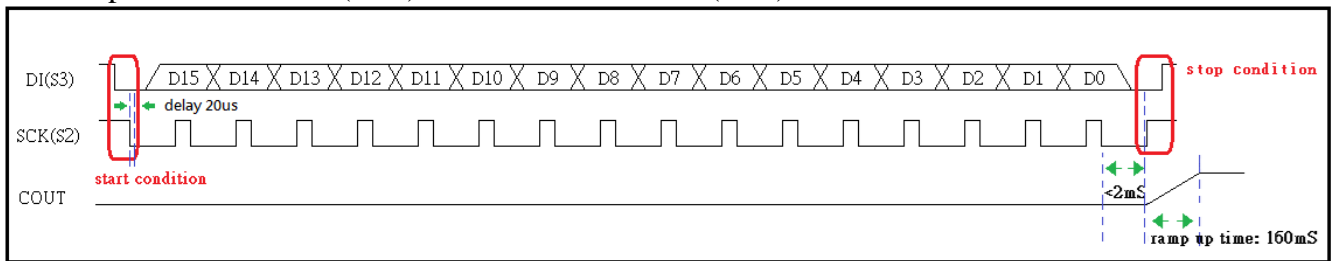 DI(S3) D15 D14 D13 D12 D11 D10 D9 D8 D7 D6 D5 D4 D3 D2 D1 D0 stop condition
delay 20us
SCK(S2)
start condition
<2mS
COUT
ramp up time: 160mS